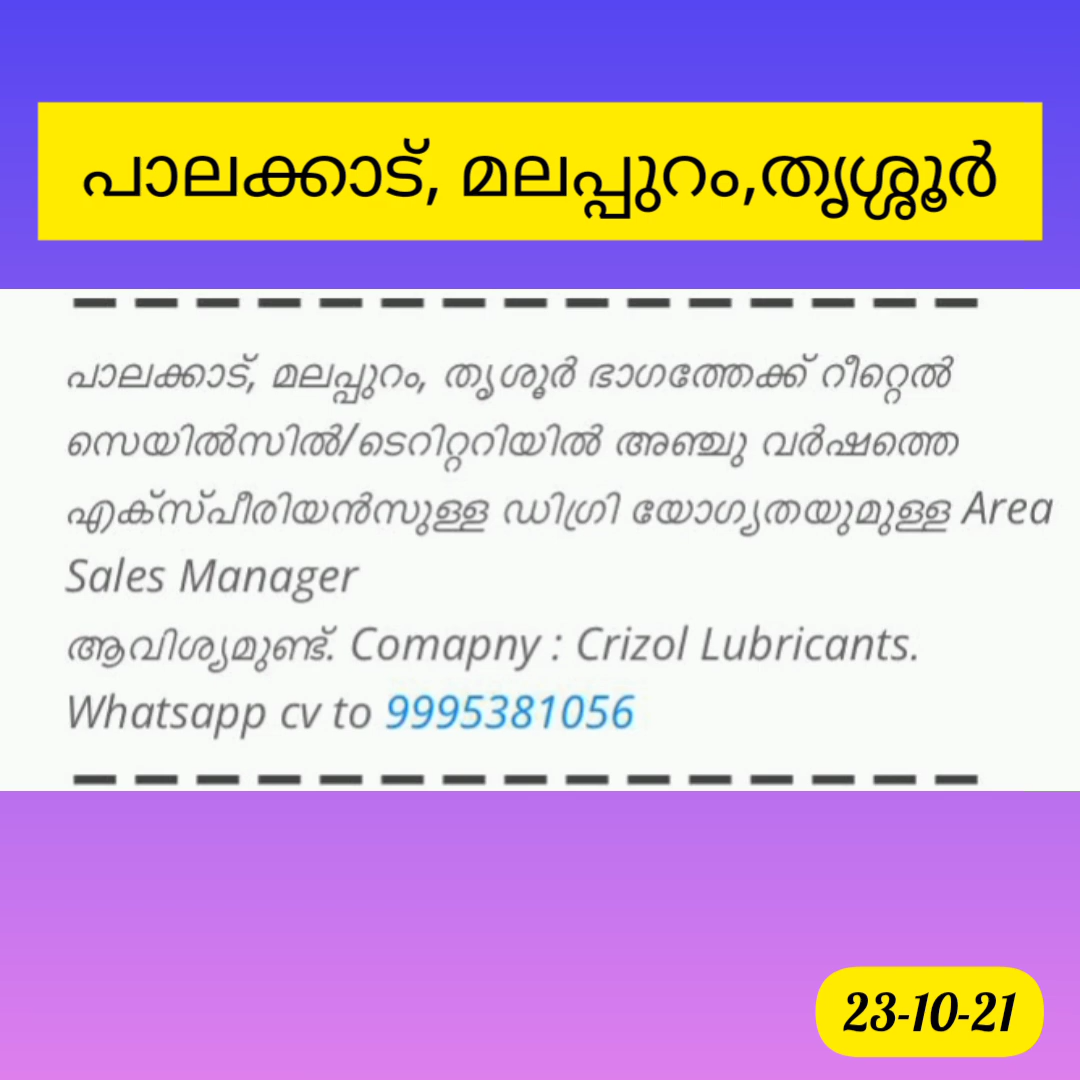 പാലക്കാട്, മലപ്പുറം,തൃശ്ശൂർ
പാലക്കാട്, മലപ്പുറം, തൃശൂർ ഭാഗത്തേക്ക് റീറ്റെൽ
സെയിൽസിൽ/ടെറിറ്ററിയിൽ അഞ്ചു വർഷത്തെ
എക്സ്പീരിയൻസുള്ള ഡിഗ്രി യോഗ്യതയുമുള്ള Area
Sales Manager
ആവിശ്യമുണ്ട്. Comapny : Crizol Lubricants.
Whatsapp cv to 9995381056
23-10-21